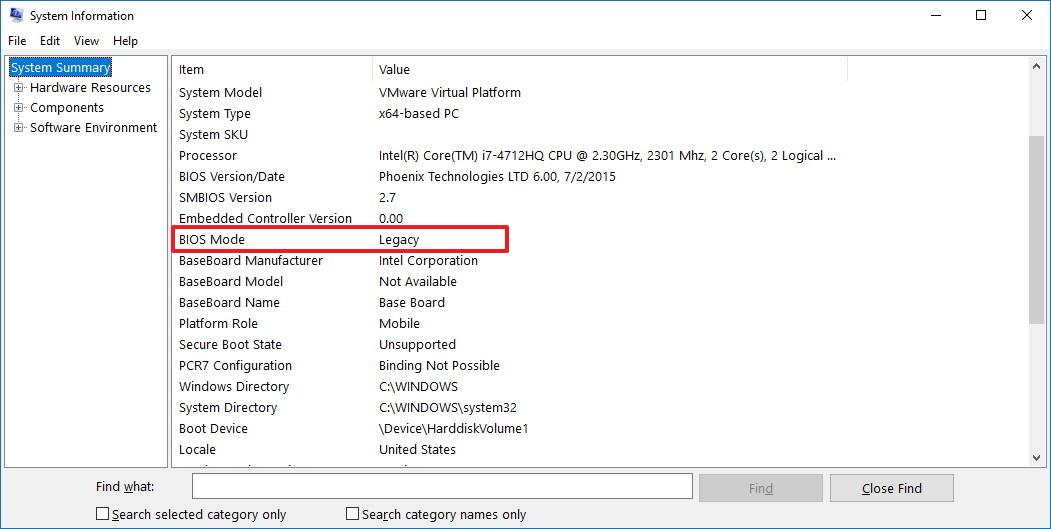 System Information
File Edit View Help
System Summary
Hardware Resources
Components
Software Environment
Item Value
System Model VMware Virtual Platform
System Type x64-based PC
System SKU
Processor Intel(R) Core(TM) i7-4712HQ CPU @ 2.30GHz, 2301 Mhz, 2 Core(s), 2 Logical ...
BIOS Version/Date Phoenix Technologies LTD 6.00, 7/2/2015
SMBIOS Version 2.7
Embedded Controller Version 0.00
BIOS Mode Legacy
BaseBoard Manufacturer Intel Corporation
BaseBoard Model Not Available
BaseBoard Name Base Board
Platform Role Mobile
Secure Boot State Unsupported
PCR7 Configuration Binding Not Possible
Windows Directory C:\WINDOWS
System Directory C:\WINDOWS\system32
Boot Device \Device\HarddiskVolume1
Locale United States
Find what:
Find Close Find
Search selected category only Search category names only